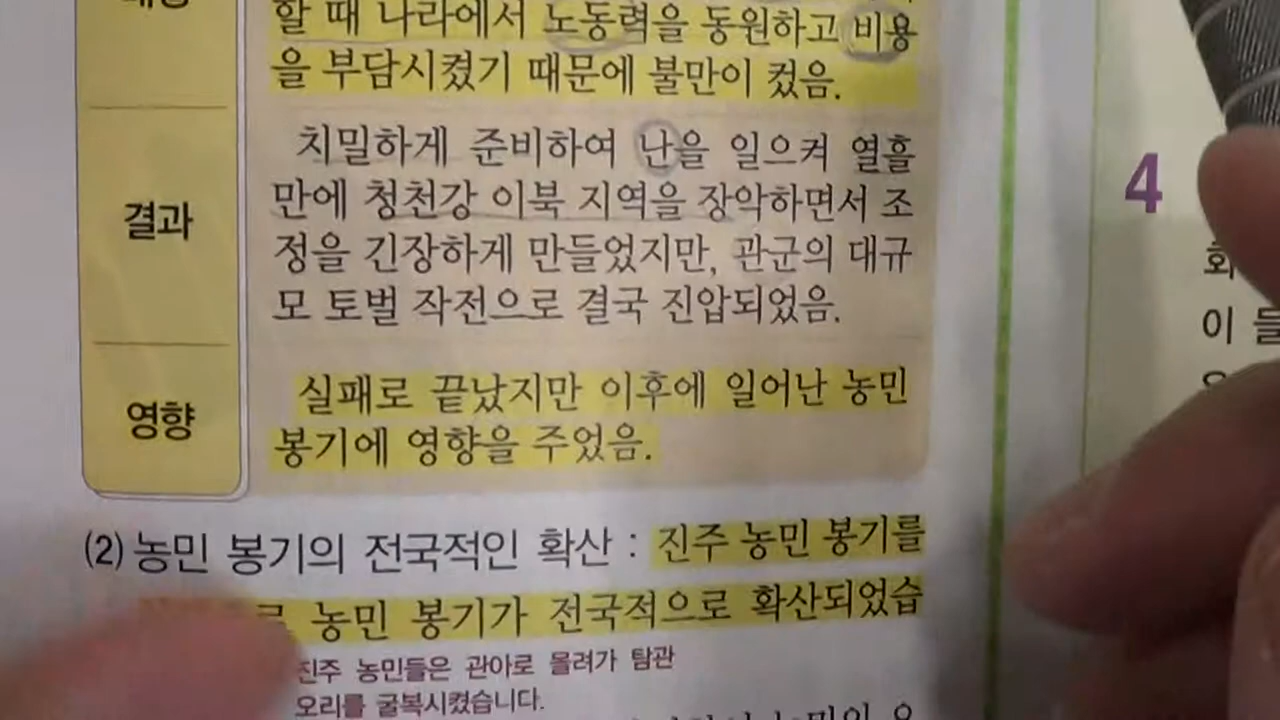 할 때 나라에서 노동력을 동원하고 비용
을 부담시켰기 때문에 불만이 컸음.
결과
치밀하게 준비하여 난을 일으켜 열흘
만에 청천강 이북 지역을 장악하면서 조
정을 긴장하게 만들었지만, 관군의 대규
모 토벌 작전으로 결국 진압되었음.
영향
실패로 끝났지만 이후에 일어난 농민
봉기에 영향을 주었음.
(2) 농민 봉기의 전국적인 확산 : 진주 농민 봉기를
농민 봉기가 전국적으로 확산되었습
진주 농민들은 관아로 몰려가 탐관
오리를 굴복시켰습니다.
4
이 들